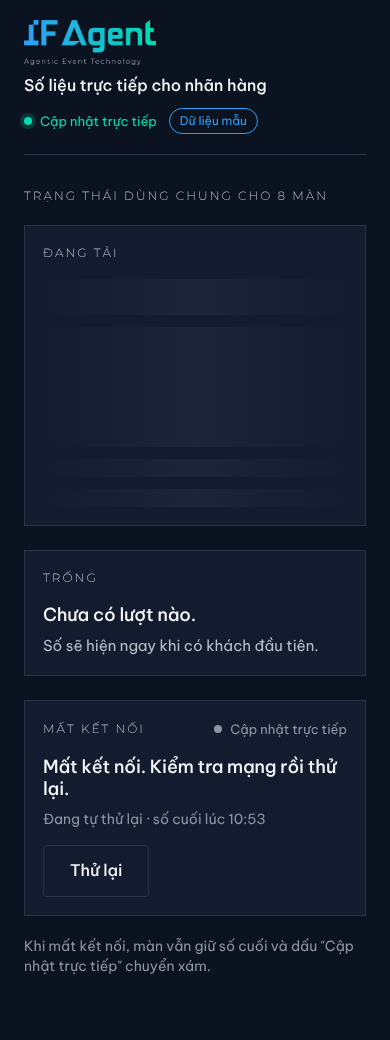 IF Agent
Agentic Event Technology
Số liệu trực tiếp cho nhãn hàng
Cập nhật trực tiếp
Dữ liệu mẫu
TRẠNG THÁI DÙNG CHUNG CHO 8 MÀN
ĐANG TẢI
TRỐNG
Chưa có lượt nào.
Số sẽ hiện ngay khi có khách đầu tiên.
MẤT KẾT NỐI
Cập nhật trực tiếp
Mất kết nối. Kiểm tra mạng rồi thử
lại.
Đang tự thử lại · số cuối lúc 10:53
Thử lại
Khi mất kết nối, màn vẫn giữ số cuối và dấu "Cập
nhật trực tiếp" chuyển xám.